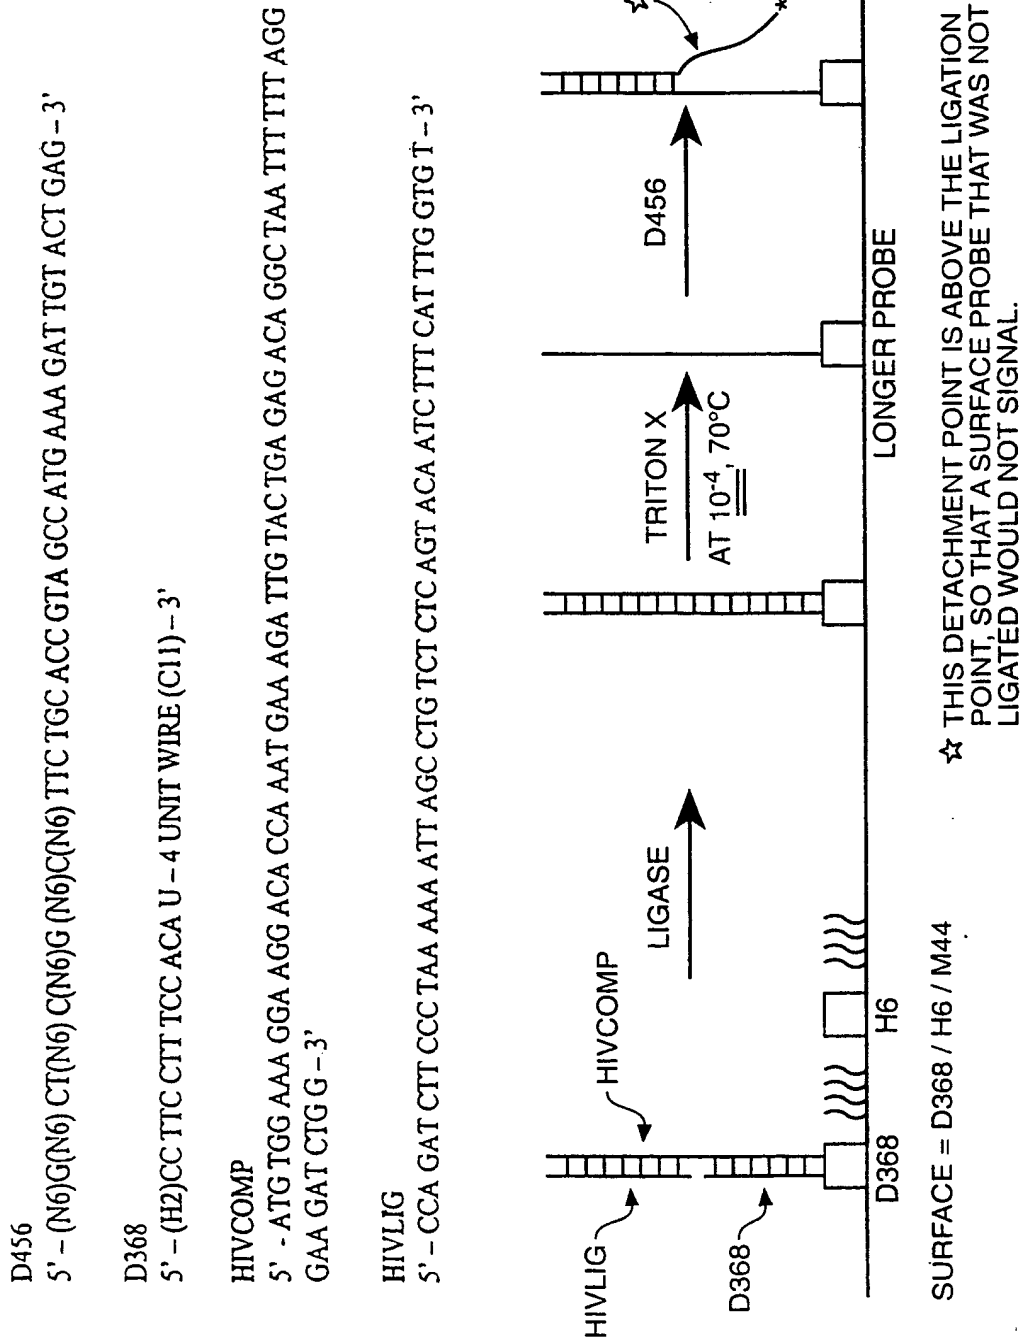 D456
5' – (N6)G(N6) CT(N6) C(N6)G (N6)C(N6) TTC TGC ACC GTA GCC ATG AAA GAT TGT ACT GAG – 3'
D368
5' – (H2)CC TTC CTT TCC ACA U – 4 UNIT WIRE (C11) – 3'
HIVCOMP
5' - ATG TGG AAA GGA AGG ACA CCA AAT GAA AGA TTG TAC TGA GAG ACA GGC TAA TTT TTT AGG
GAA GAT CTG G – 3'
HIVLIG
5' – CCA GAT CTT CCC TAA AAA ATT AGC CTG TCT CTC AGT ACA ATC TTT CAT TTG GTG T – 3'
HIVLIG
HIVCOMP
D368
LIGASE
TRITON X
AT 10⁻⁴, 70°C
D456
☆
*
D368
H6
LONGER PROBE
SURFACE = D368 / H6 / M44
☆ THIS DETACHMENT POINT IS ABOVE THE LIGATION
POINT, SO THAT A SURFACE PROBE THAT WAS NOT
LIGATED WOULD NOT SIGNAL.